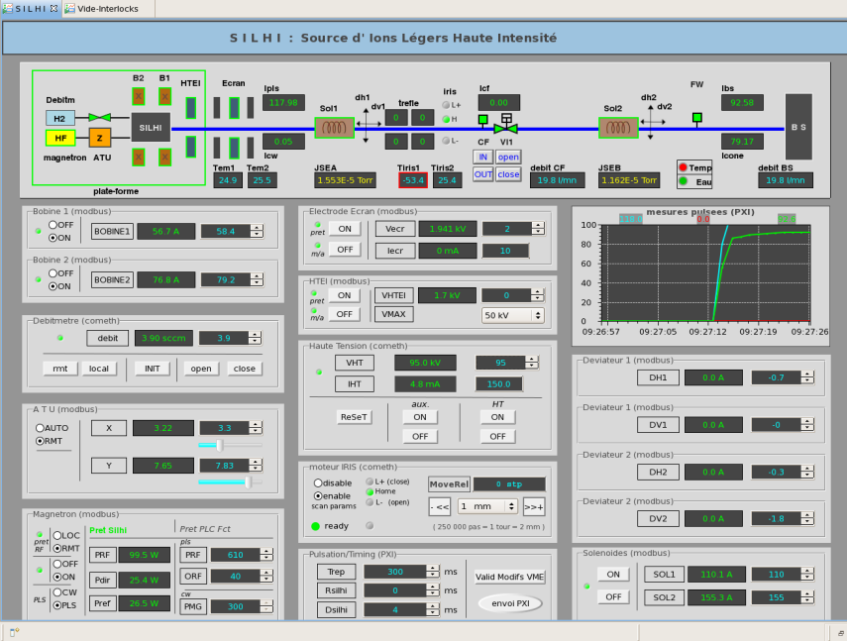 S I L H I
Vide-Interlocks
S I L H I : Source d' Ions Légers Haute Intensité
B2 B1 HTEI Ecran Ipls dh1 dv1 trefle iris Icf FW Ibs
Debitm 117.98 Sol1 L+ 0.00 Sol2 dh2 dv2 92.58
H2 SILHI 0 0 H B S
HF Z 0.05 0 0 L- 79.17
magnetron ATU Icw CF VI1 Icone
Tem1 Tem2 JSEA Tiris1 Tiris2 IN open debit CF JSEB Temp debit BS
24.9 25.5 1.553E-5 Torr -53.4 25.4 OUT close 19.8 l/mn 1.162E-5 Torr Eau 19.8 l/mn
plate-forme
Bobine 1 (modbus)
OFF
ON
BOBINE1 56.7 A 58.4
Bobine 2 (modbus)
OFF
ON
BOBINE2 76.8 A 79.2
Debitmetre (cometh)
debit 3.90 sccm 3.9
rmt local INIT open close
A T U (modbus)
AUTO
RMT
X 3.22 3.3
Y 7.65 7.83
Magnetron (modbus)
Pret Silhi Pret PLC Fct
pret RF LOC RMT pls
PRF 99.5 W PRF 610
OFF
ON
Pdir 25.4 W ORF 40
PLS CW PLS cw
Pref 26.5 W PMG 300
Electrode Ecran (modbus)
pret ON Vecr 1.941 kV 2
m/a OFF Iecr 0 mA 10
HTEI (modbus)
pret ON VHTEI 1.7 kV 0
m/a OFF VMAX 50 kV
Haute Tension (cometh)
VHT 95.0 kV 95
IHT 4.8 mA 150.0
aux. HT
ReSeT ON ON
OFF OFF
moteur IRIS (cometh)
disable L+ (close) MoveRel 0 stp
enable Home
scan params L- (open) - << 1 mm >>+
ready ( 250 000 pas = 1 tour = 2 mm )
Pulsation/Timing (PXI)
Trep 300 ms Valid Modifs VME
Rsilhi 0 ms
Dsilhi 4 ms envoi PXI
mesures pulsees (PXI)
0.0
100
80
60
40
20
0
09:26:57 09:27:05 09:27:12 09:27:19 09:27:26
Deviateur 1 (modbus)
DH1 0.0 A -0.7
Deviateur 1 (modbus)
DV1 0.0 A -0
Deviateur 2 (modbus)
DH2 0.0 A -0.3
Deviateur 2 (modbus)
DV2 0.0 A -1.8
Solenoides (modbus)
ON SOL1 110.1 A 110
OFF SOL2 155.3 A 155